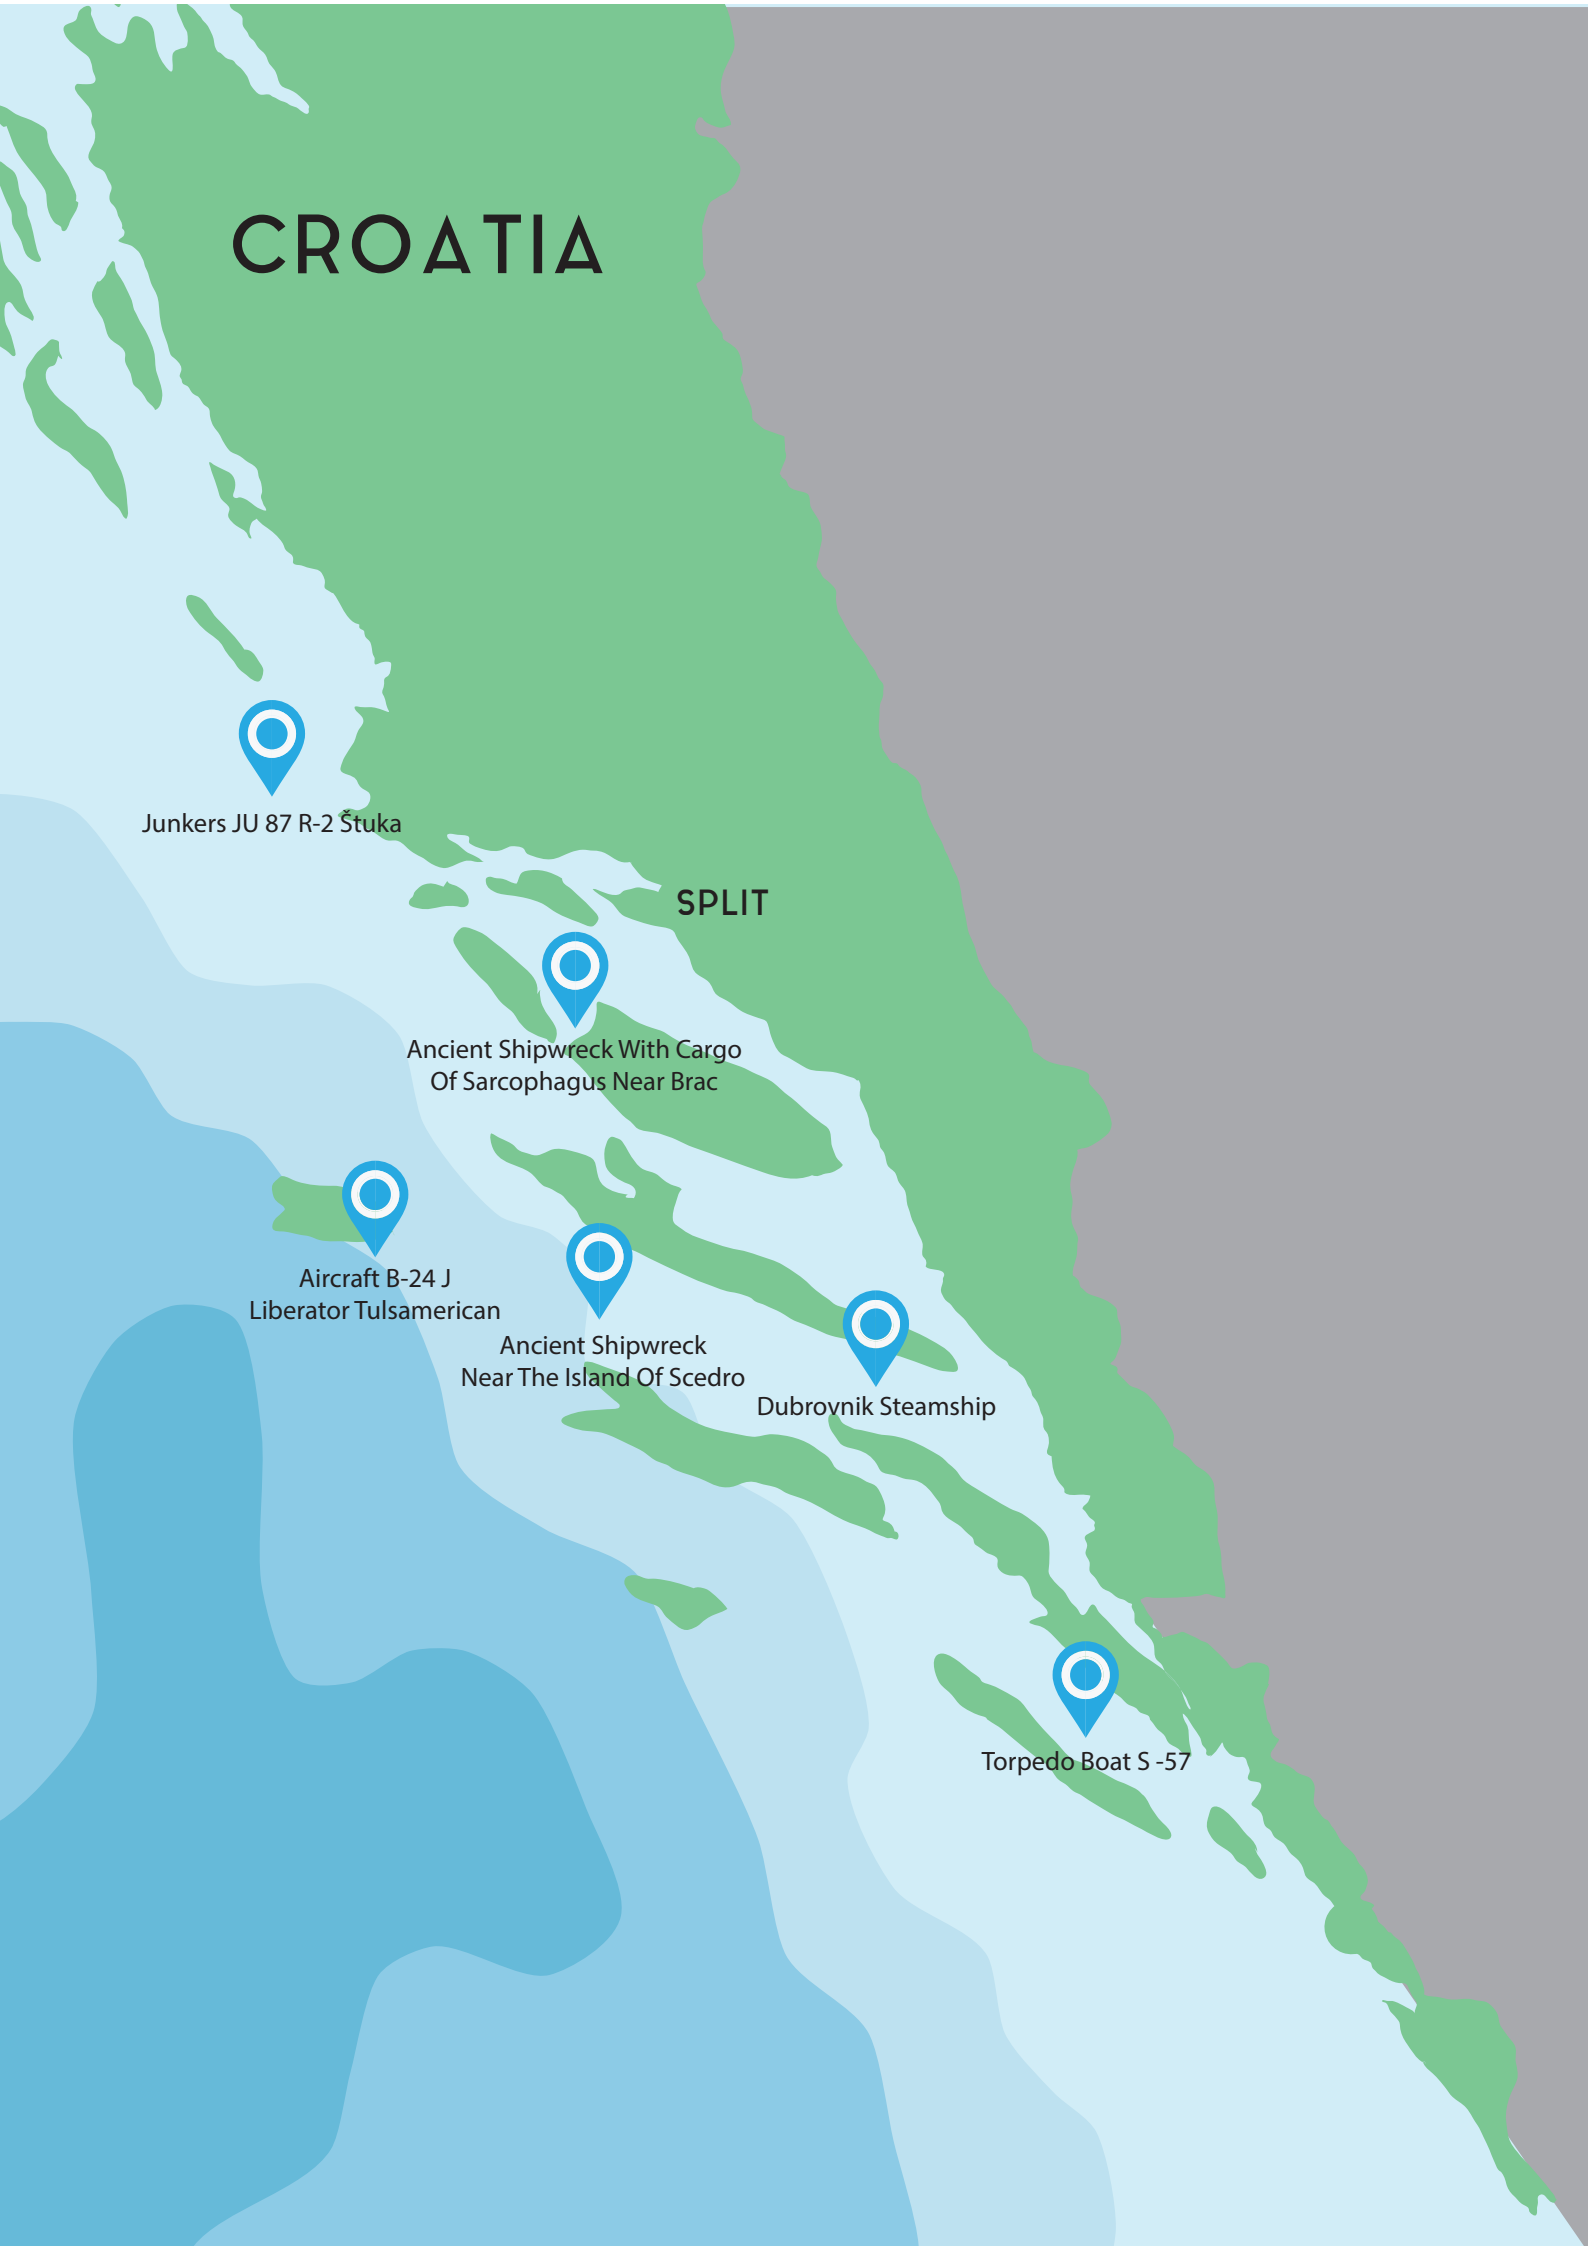 CROATIA
Junkers JU 87 R-2 Štuka
SPLIT
Ancient Shipwreck With Cargo
Of Sarcophagus Near Brac
Aircraft B-24 J
Liberator Tulsamerican
Ancient Shipwreck
Near The Island Of Scedro
Dubrovnik Steamship
Torpedo Boat S -57